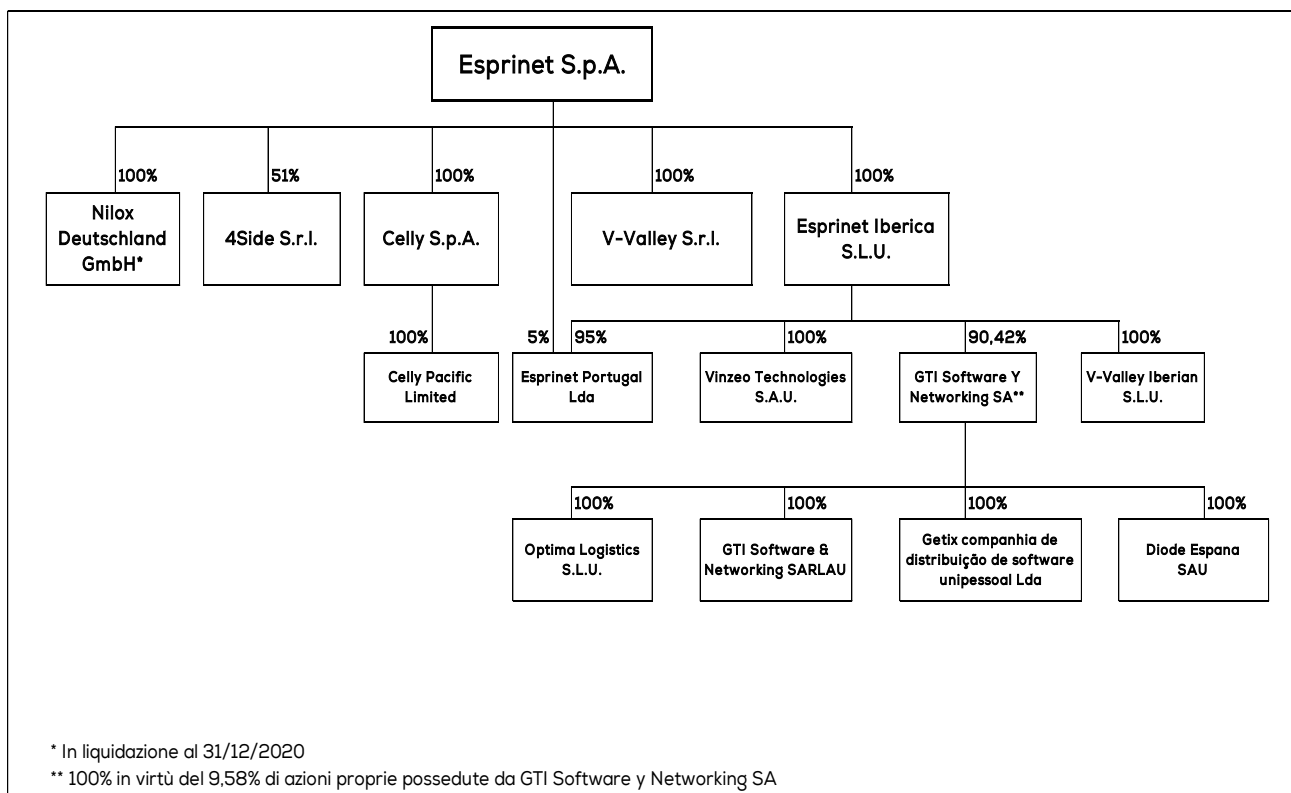 Esprinet S.p.A.
100%
51%
100%
100%
100%
Nilox
Deutschland
GmbH*
4Side S.r.l.
Celly S.p.A.
V-Valley S.r.l.
Esprinet Iberica
S.L.U.
100%
5%
95%
100%
90,42%
100%
Celly Pacific
Limited
Esprinet Portugal
Lda
Vinzeo Technologies
S.A.U.
GTI Software Y
Networking SA**
V-Valley Iberian
S.L.U.
100%
100%
100%
100%
Optima Logistics
S.L.U.
GTI Software &
Networking SARLAU
Getix companhia de
distribuição de software
unipessoal Lda
Diode Espana
SAU
* In liquidazione al 31/12/2020
** 100% in virtù del 9,58% di azioni proprie possedute da GTI Software y Networking SA